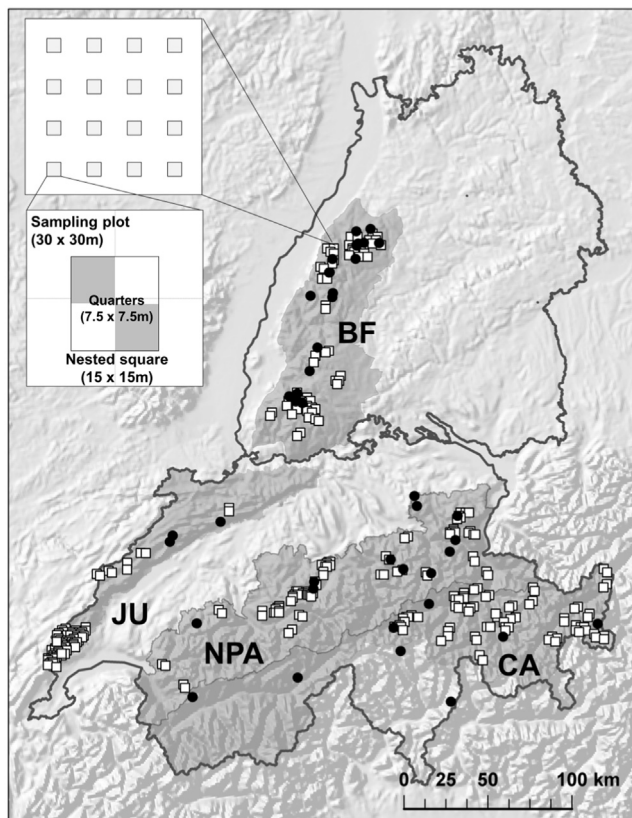 Sampling plot
(30 x 30m)
Quarters
(7.5 x 7.5m)
Nested square
(15 x 15m)
BF
JU
NPA
CA
0 25 50 100 km